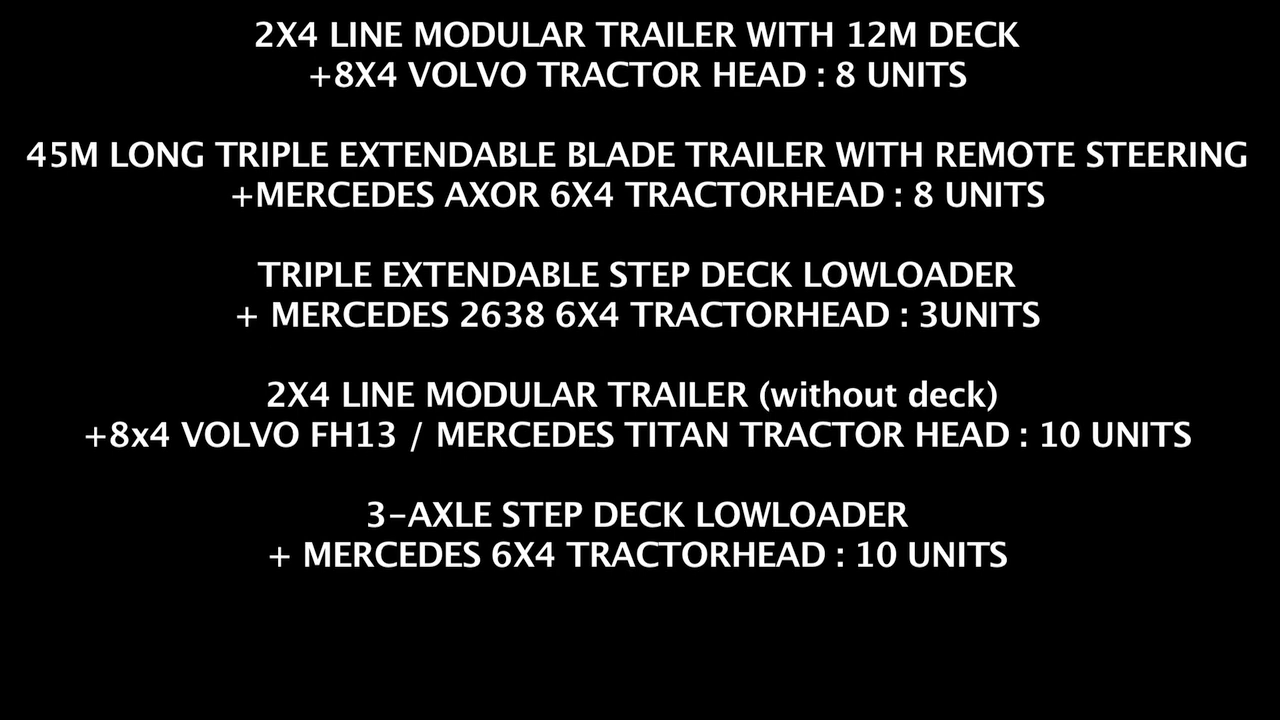 2X4 LINE MODULAR TRAILER WITH 12M DECK
+8X4 VOLVO TRACTOR HEAD : 8 UNITS
45M LONG TRIPLE EXTENDABLE BLADE TRAILER WITH REMOTE STEERING
+MERCEDES AXOR 6X4 TRACTORHEAD : 8 UNITS
TRIPLE EXTENDABLE STEP DECK LOWLOADER
+ MERCEDES 2638 6X4 TRACTORHEAD : 3UNITS
2X4 LINE MODULAR TRAILER (without deck)
+8x4 VOLVO FH13 / MERCEDES TITAN TRACTOR HEAD : 10 UNITS
3-AXLE STEP DECK LOWLOADER
+ MERCEDES 6X4 TRACTORHEAD : 10 UNITS